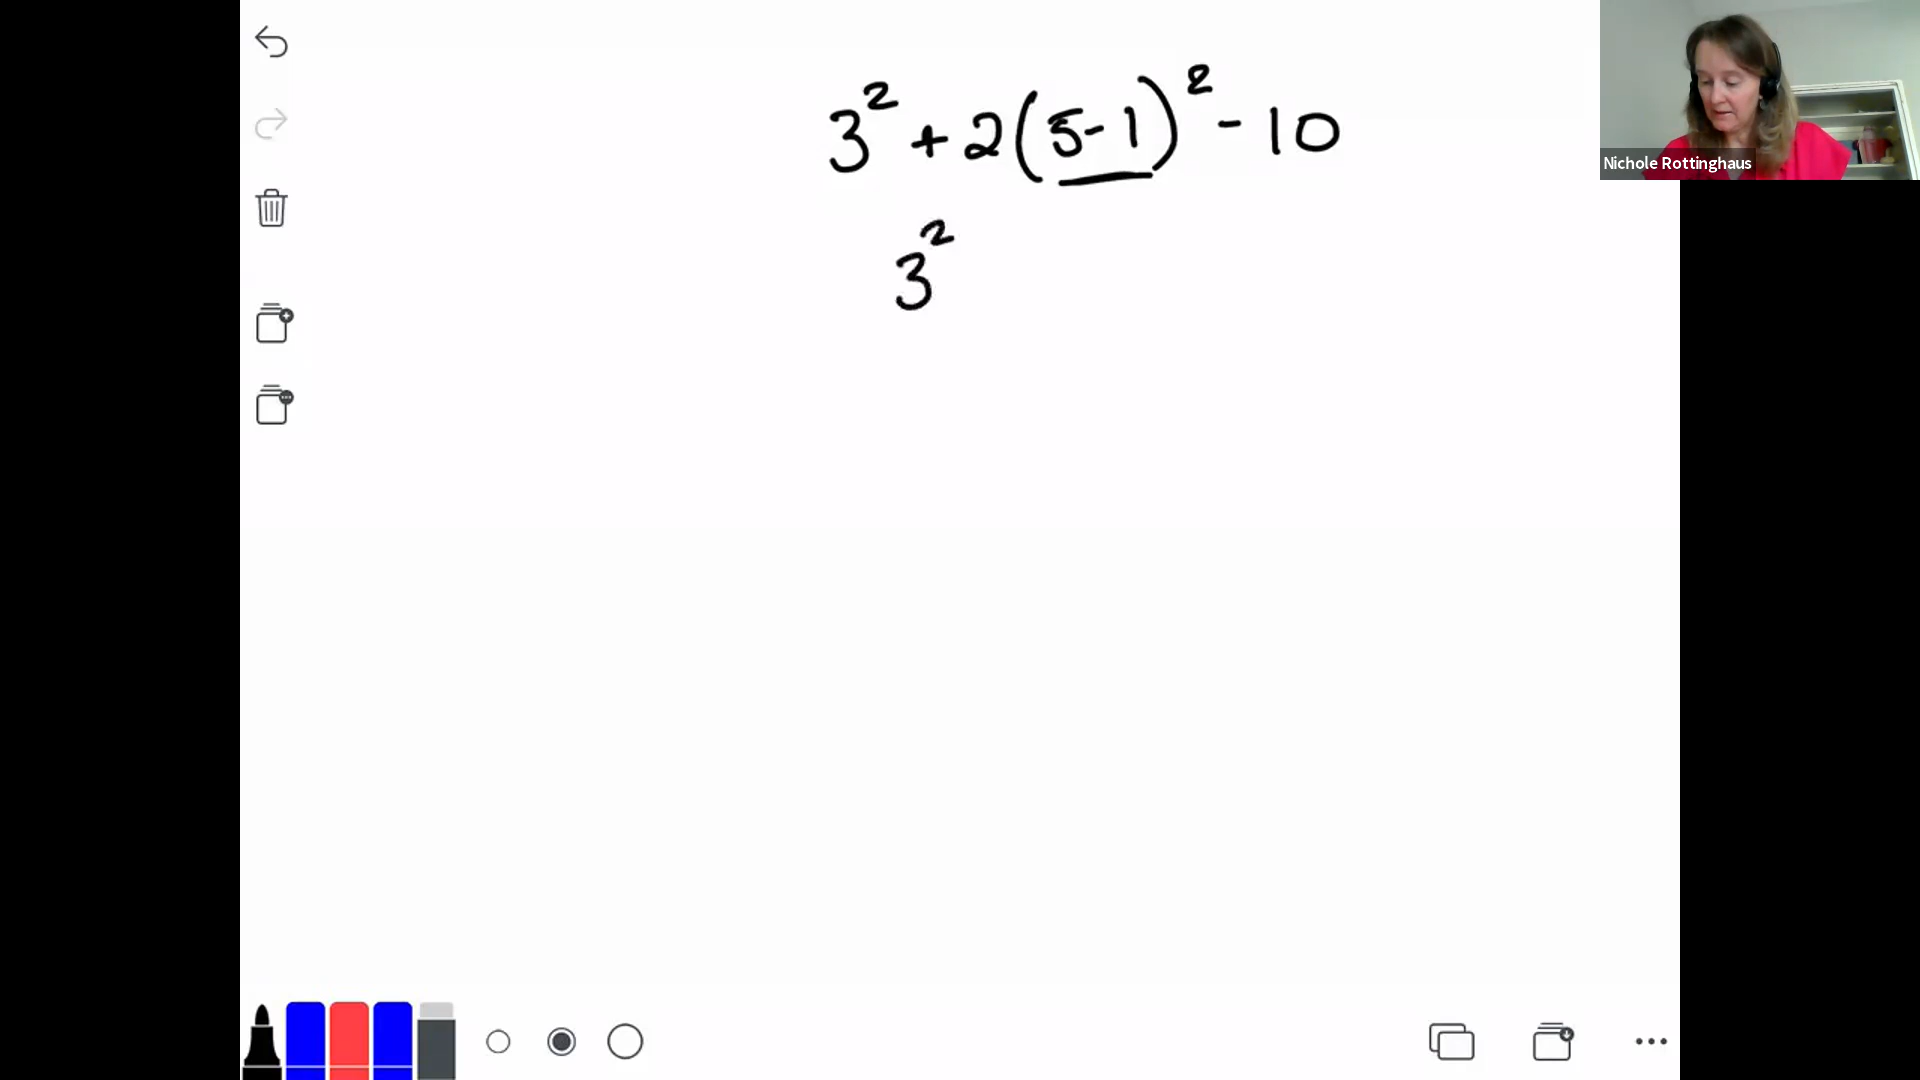 3² + 2(5-1)² - 10
3²
Nichole Rottinghaus